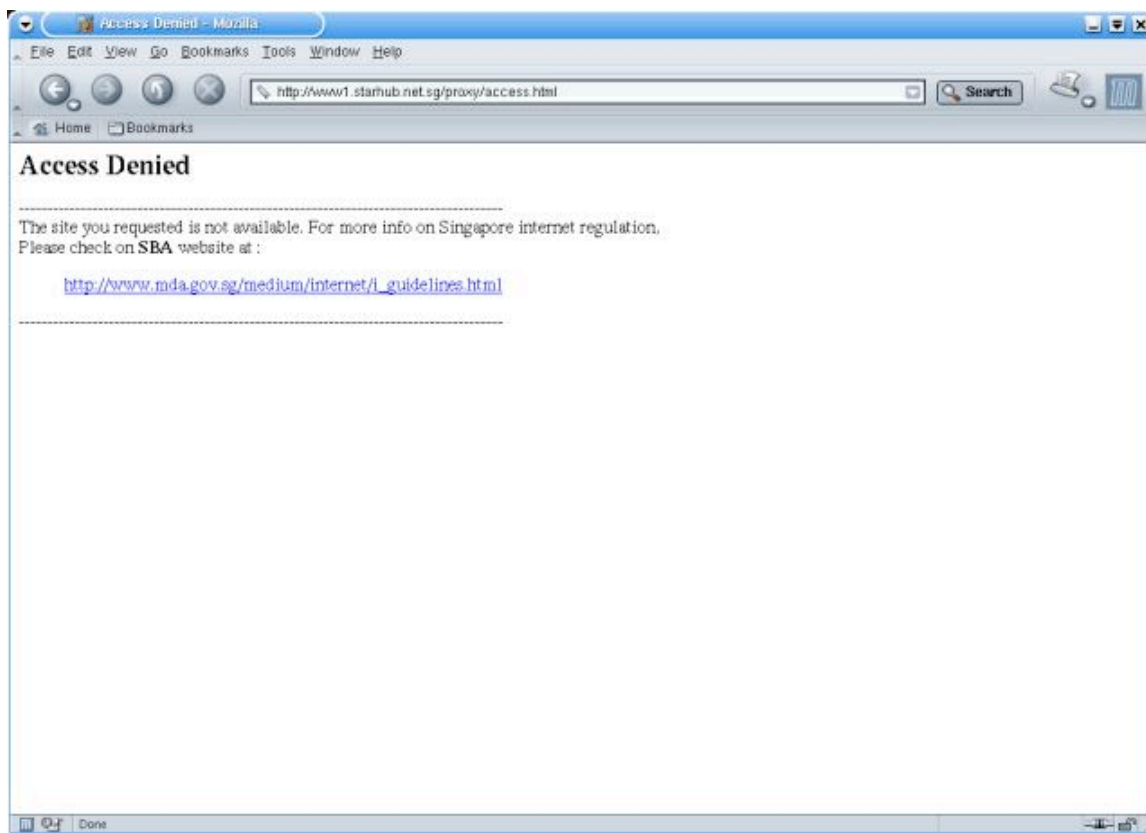 Access Denied - Mozilla
File Edit View Go Bookmarks Tools Window Help
http://www1.starhub.net.sg/proxy/access.html Search
Home Bookmarks
Access Denied
The site you requested is not available. For more info on Singapore internet regulation,
Please check on SBA website at :
http://www.mda.gov.sg/medium/internet/i_guidelines.html
Done